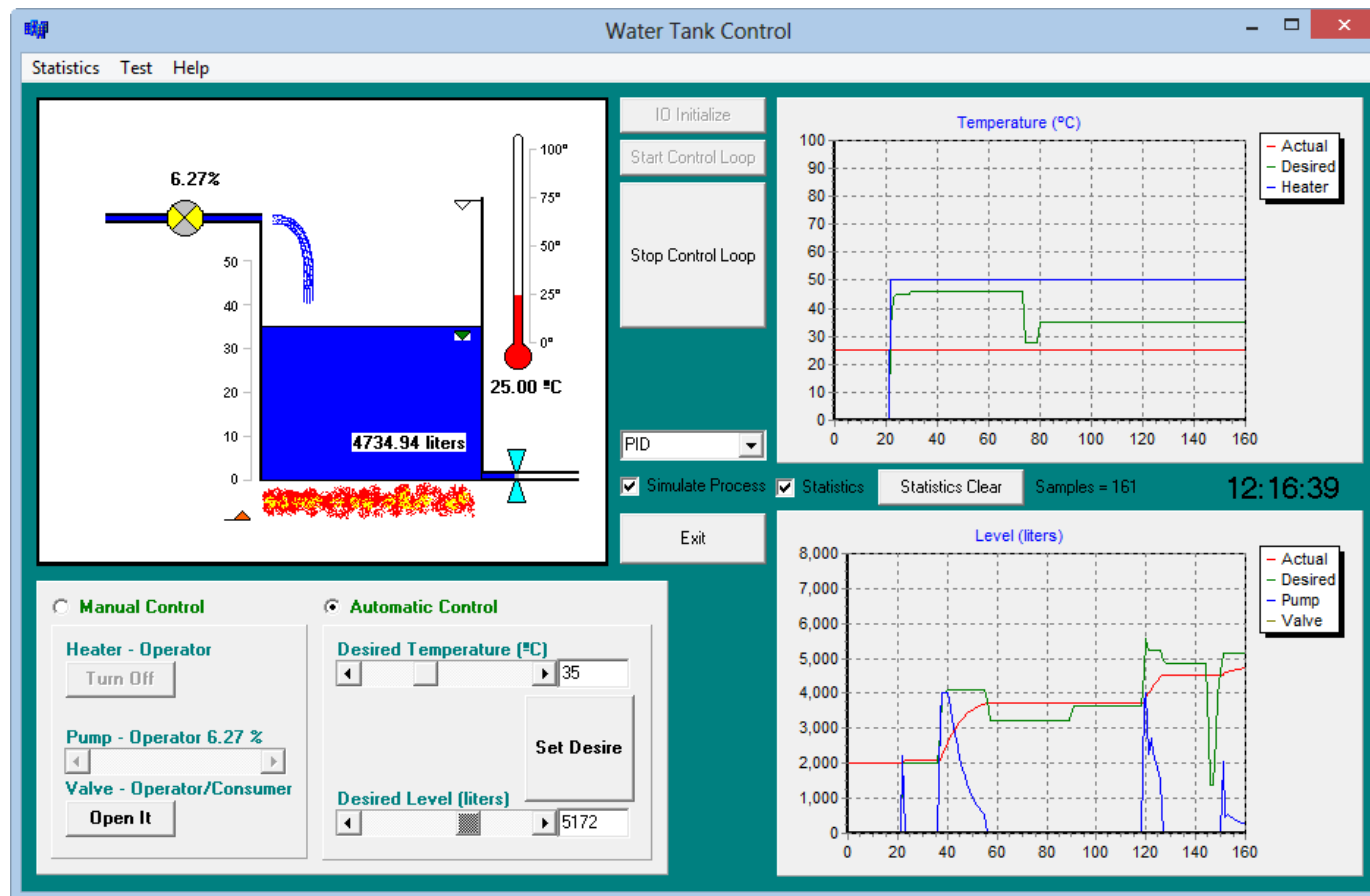 Water Tank Control
Statistics Test Help
6.27%
100°
75°
50°
25°
0°
25.00 ºC
50
40
30
20
10
0
4734.94 liters
IO Initialize
Start Control Loop
Stop Control Loop
PID
Simulate Process
Exit
Temperature (ºC)
100
90
80
70
60
50
40
30
20
10
0
0 20 40 60 80 100 120 140 160
Actual
Desired
Heater
Statistics
Statistics Clear
Samples = 161
12:16:39
Level (liters)
8,000
7,000
6,000
5,000
4,000
3,000
2,000
1,000
0
0 20 40 60 80 100 120 140 160
Actual
Desired
Pump
Valve
Manual Control
Heater - Operator
Turn Off
Pump - Operator 6.27 %
Valve - Operator/Consumer
Open It
Automatic Control
Desired Temperature (ºC)
35
Set Desire
Desired Level (liters)
5172